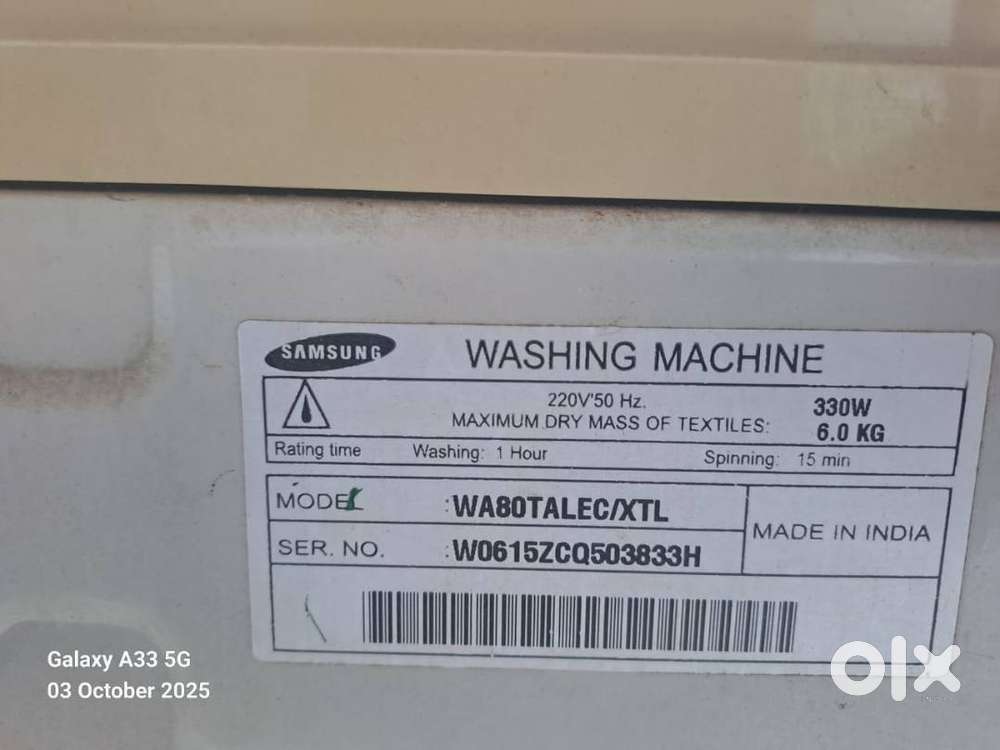 SAMSUNG
WASHING MACHINE
220V'50 Hz. 330W
MAXIMUM DRY MASS OF TEXTILES: 6.0 KG
Rating time Washing: 1 Hour Spinning: 15 min
MODEL :WA80TALEC/XTL
MADE IN INDIA
SER. NO. :W0615ZCQ503833H
Galaxy A33 5G
03 October 2025
olx